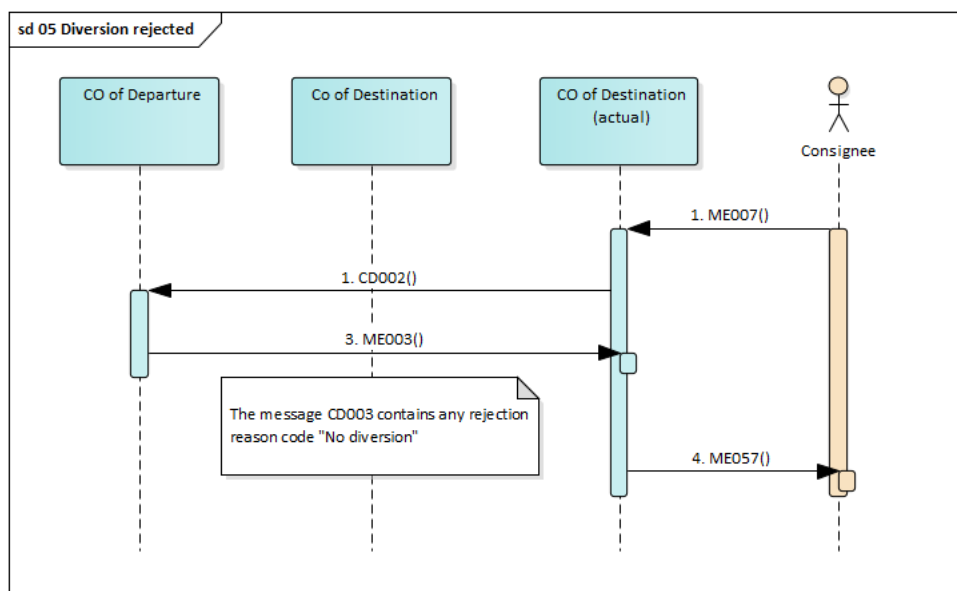 sd 05 Diversion rejected
CO of Departure
Co of Destination
CO of Destination
(actual)
Consignee
1. ME007()
1. CD002()
3. ME003()
The message CD003 contains any rejection
reason code "No diversion"
4. ME057()